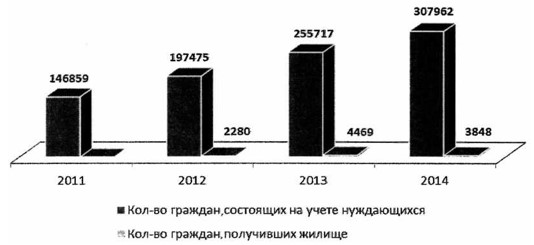 307962
255717
197475
146859
2280
4469
3848
2011 2012 2013 2014
Кол-во граждан,состоящих на учете нуждающихся
Кол-во граждан,получивших жилище